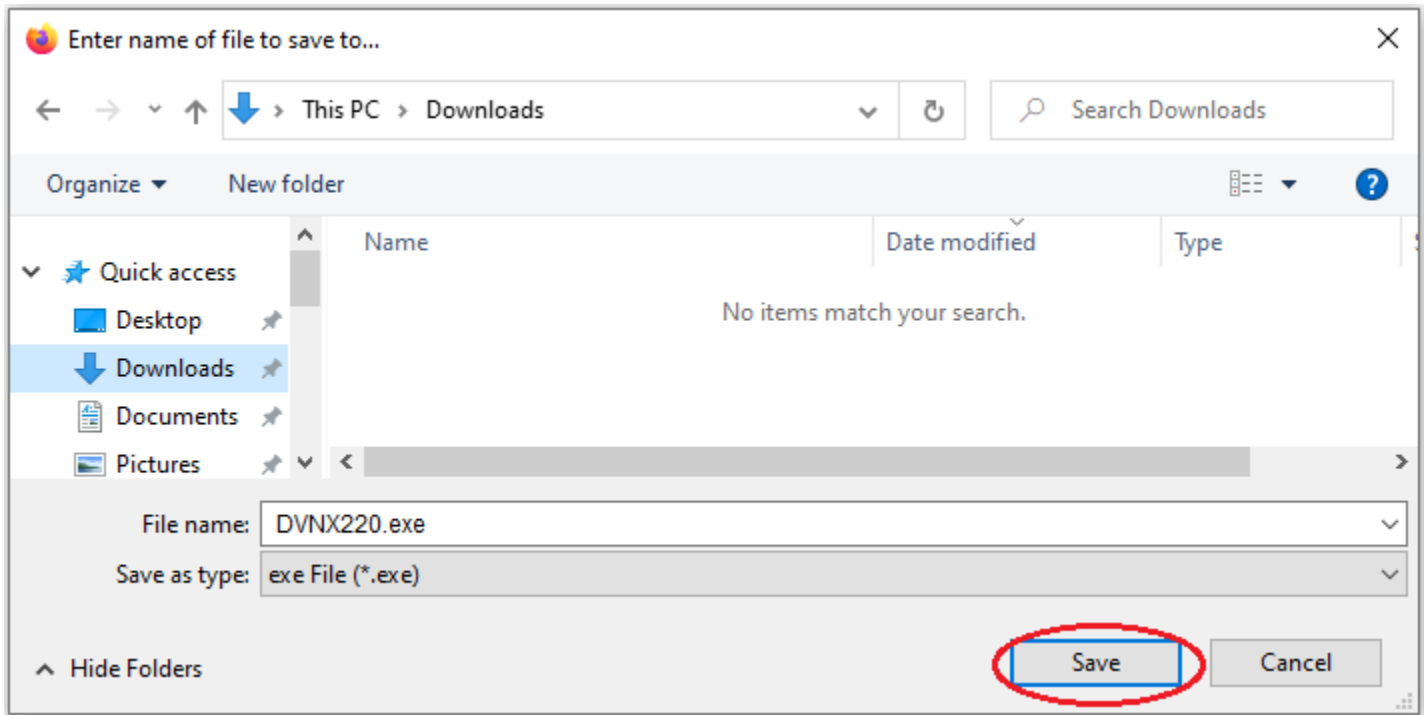 Enter name of file to save to...
This PC > Downloads
Search Downloads
Organize
New folder
?
Name
Date modified
Type
Quick access
No items match your search.
Desktop
Downloads
Documents
Pictures
File name: DVNX220.exe
Save as type: exe File (*.exe)
Hide Folders
Save
Cancel